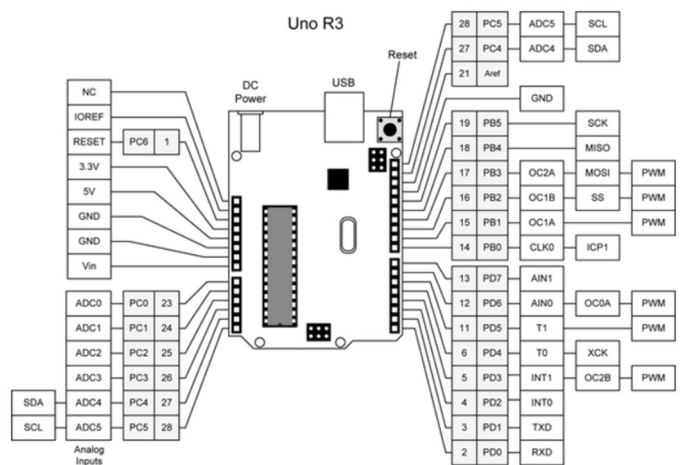 Uno R3
DC Power
USB
Reset
NC
IOREF
RESET PC6 1
3.3V
5V
GND
GND
Vin
ADC0 PC0 23
ADC1 PC1 24
ADC2 PC2 25
ADC3 PC3 26
SDA ADC4 PC4 27
SCL ADC5 PC5 28
Analog Inputs
28 PC5 ADC5 SCL
27 PC4 ADC4 SDA
21 Aref
GND
19 PB5 SCK
18 PB4 MISO
17 PB3 OC2A MOSI PWM
16 PB2 OC1B SS PWM
15 PB1 OC1A PWM
14 PB0 CLK0 ICP1
13 PD7 AIN1
12 PD6 AIN0 OC0A PWM
11 PD5 T1 PWM
6 PD4 T0 XCK
5 PD3 INT1 OC2B PWM
4 PD2 INT0
3 PD1 TXD
2 PD0 RXD